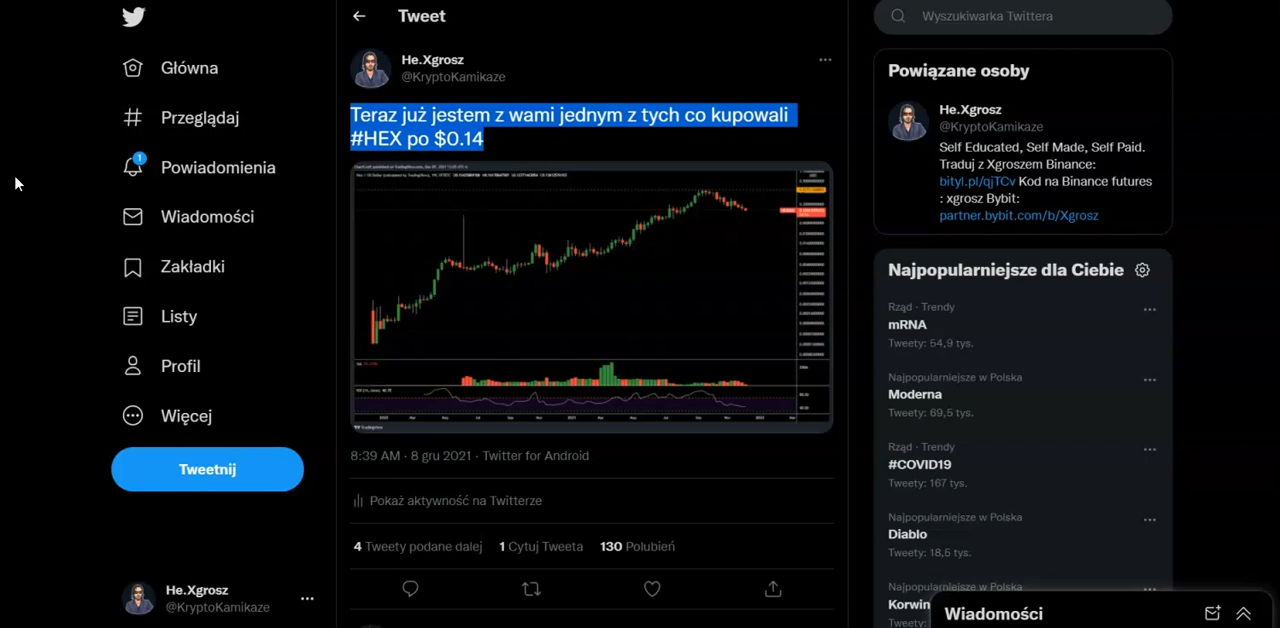 Tweet
Wyszukiwarka Twittera
Główna
Przeglądaj
1
Powiadomienia
Wiadomości
Zakładki
Listy
Profil
Więcej
Tweetnij
He.Xgrosz
@KryptoKamikaze
He.Xgrosz
@KryptoKamikaze
Teraz już jestem z wami jednym z tych co kupowali
#HEX po $0.14
TradingView
8:39 AM · 8 gru 2021 · Twitter for Android
Pokaż aktywność na Twitterze
4 Tweety podane dalej 1 Cytuj Tweeta 130 Polubień
Powiązane osoby
He.Xgrosz
@KryptoKamikaze
Self Educated, Self Made, Self Paid.
Traduj z Xgroszem Binance:
bityl.pl/qjTCv Kod na Binance futures
: xgrosz Bybit:
partner.bybit.com/b/Xgrosz
Najpopularniejsze dla Ciebie
Rząd · Trendy
mRNA
Tweety: 54,9 tys.
Najpopularniejsze w Polska
Moderna
Tweety: 69,5 tys.
Rząd · Trendy
#COVID19
Tweety: 167 tys.
Najpopularniejsze w Polska
Diablo
Tweety: 18,5 tys.
Najpopularniejsze w Polska
Korwin
Tweety:
Wiadomości